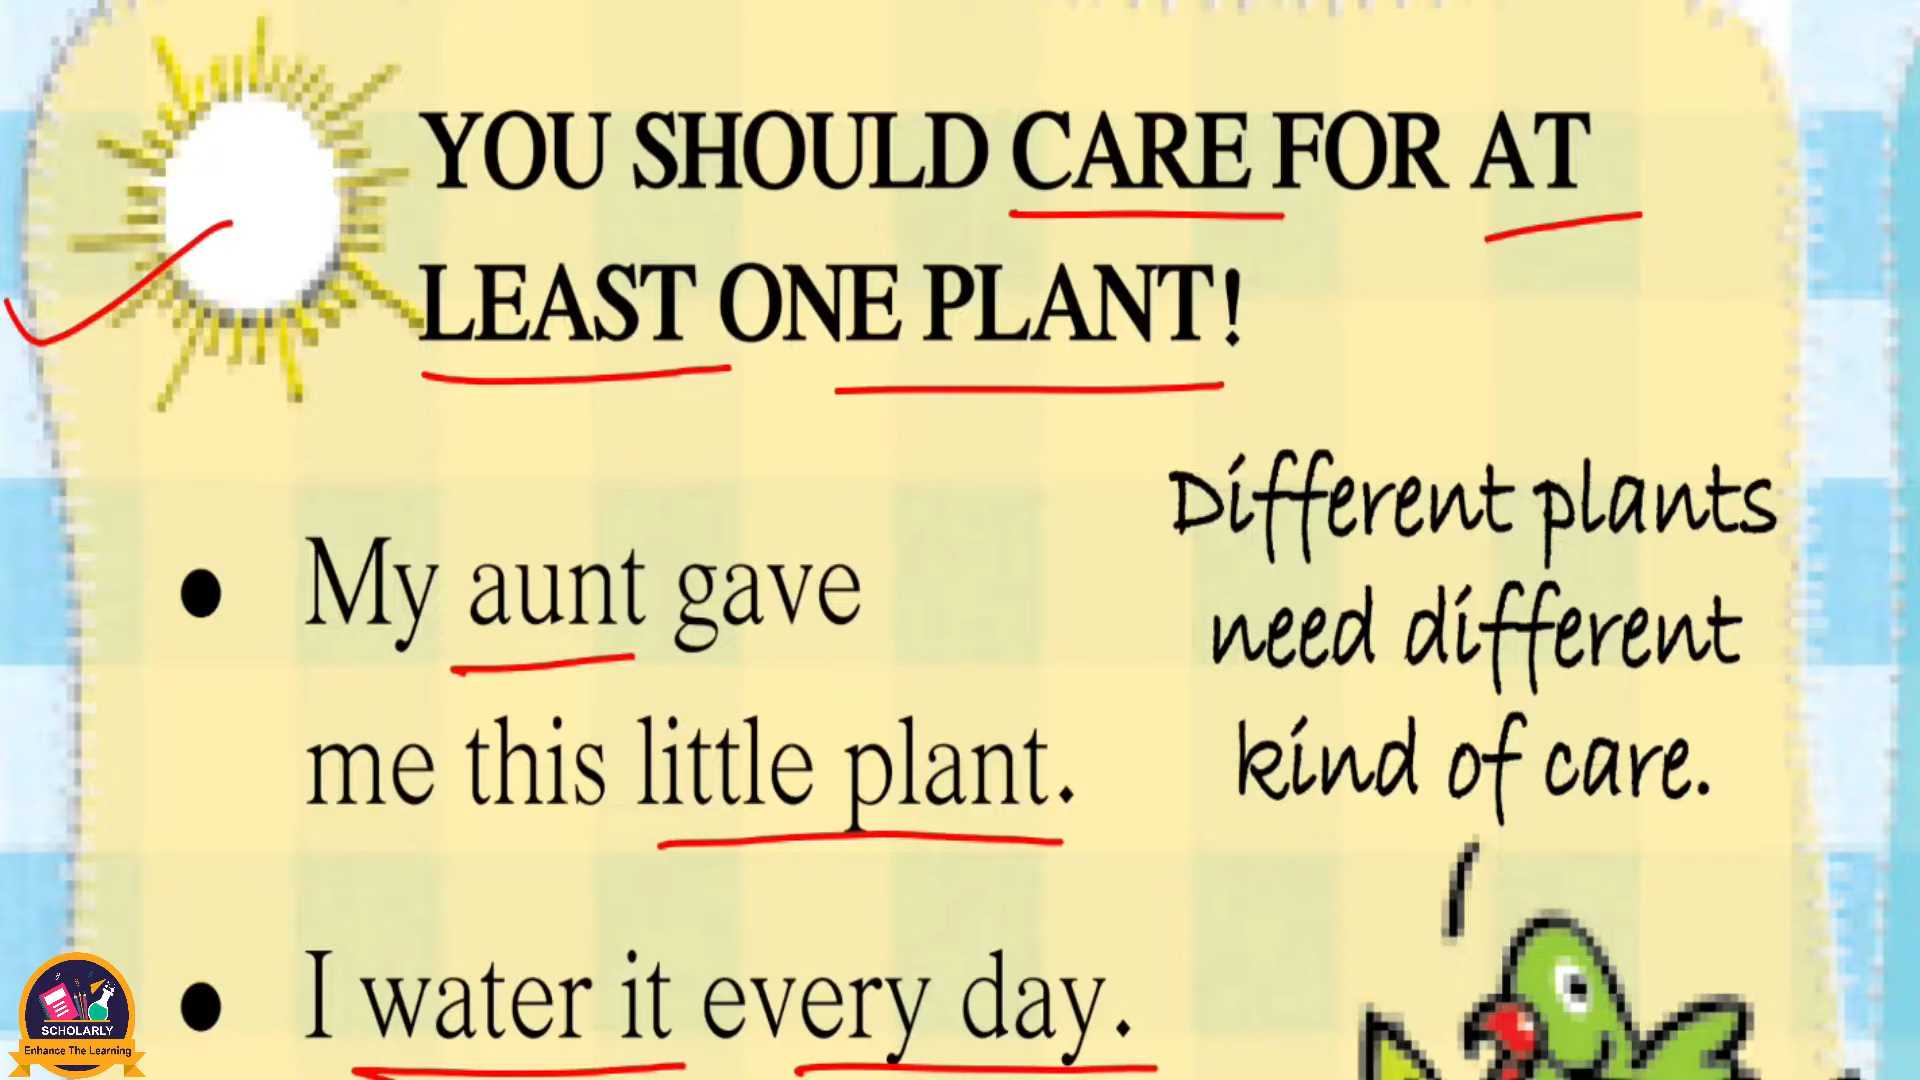 YOU SHOULD CARE FOR AT
LEAST ONE PLANT!
Different plants
need different
kind of care.
• My aunt gave
me this little plant.
• I water it every day.
SCHOLARLY
Enhance The Learning